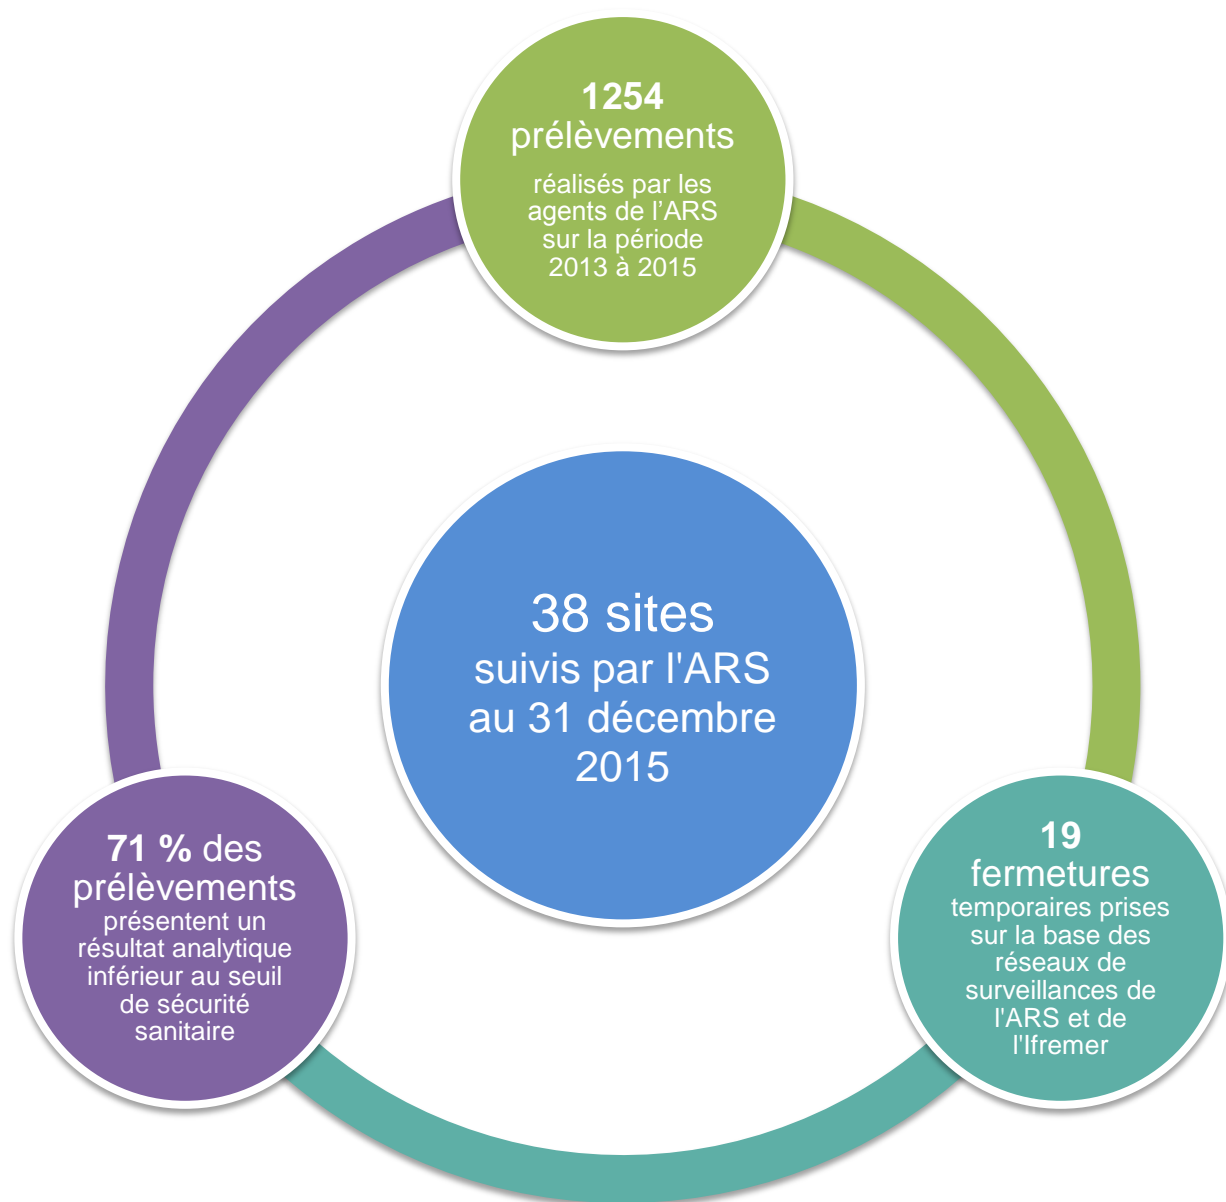 1254
prélèvements
réalisés par les
agents de l’ARS
sur la période
2013 à 2015
38 sites
suivis par l'ARS
au 31 décembre
2015
71 % des
prélèvements
présentent un
résultat analytique
inférieur au seuil
de sécurité
sanitaire
19
fermetures
temporaires prises
sur la base des
réseaux de
surveillances de
l'ARS et de
l'Ifremer